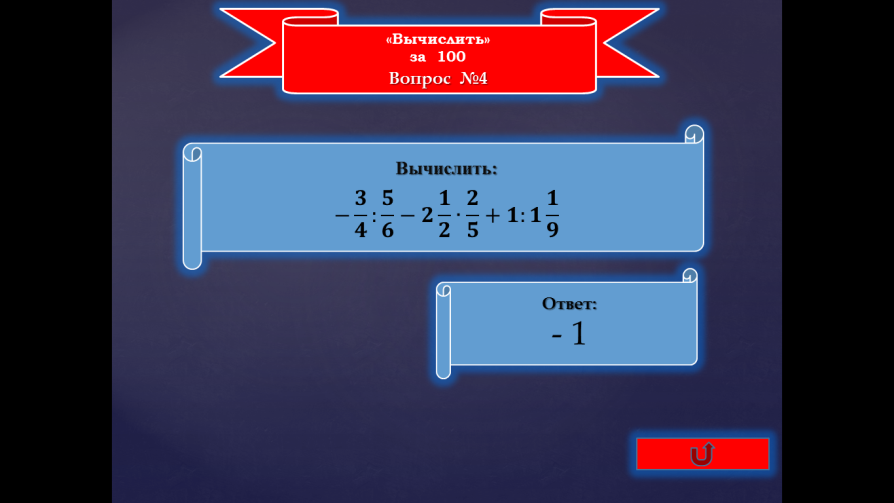 «Вычислить»
за 100
Вопрос №4
Вычислить:
−3/4 : 5/6 − 2 1/2 · 2/5 + 1 : 1 1/9
Ответ:
- 1